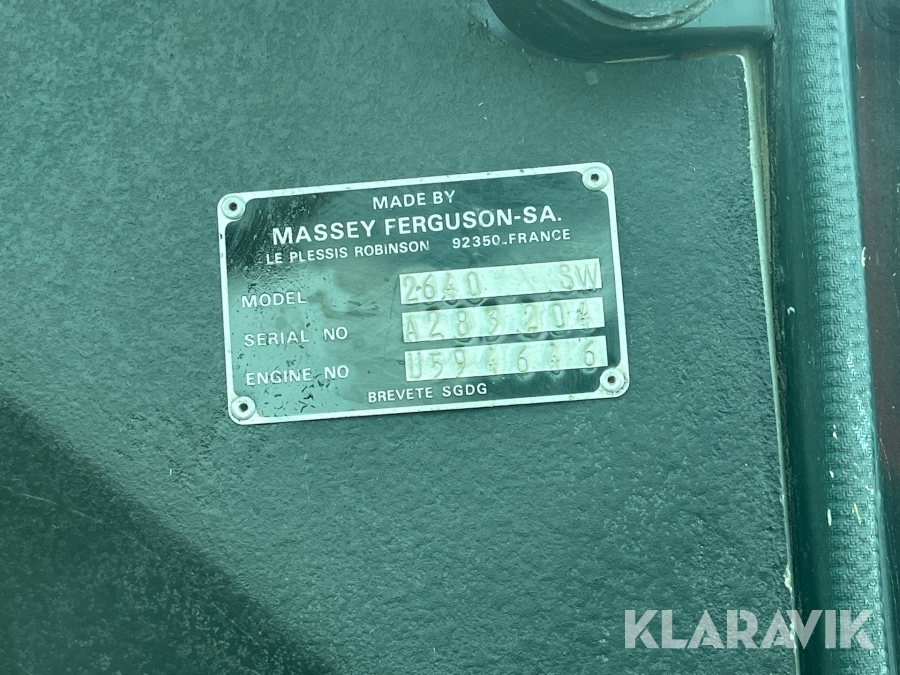 MADE BY
MASSEY FERGUSON-SA.
LE PLESSIS ROBINSON 92350-FRANCE
MODEL 2640 SW
SERIAL NO A283204
ENGINE NO U594646
BREVETE SGDG
KLARAVIK